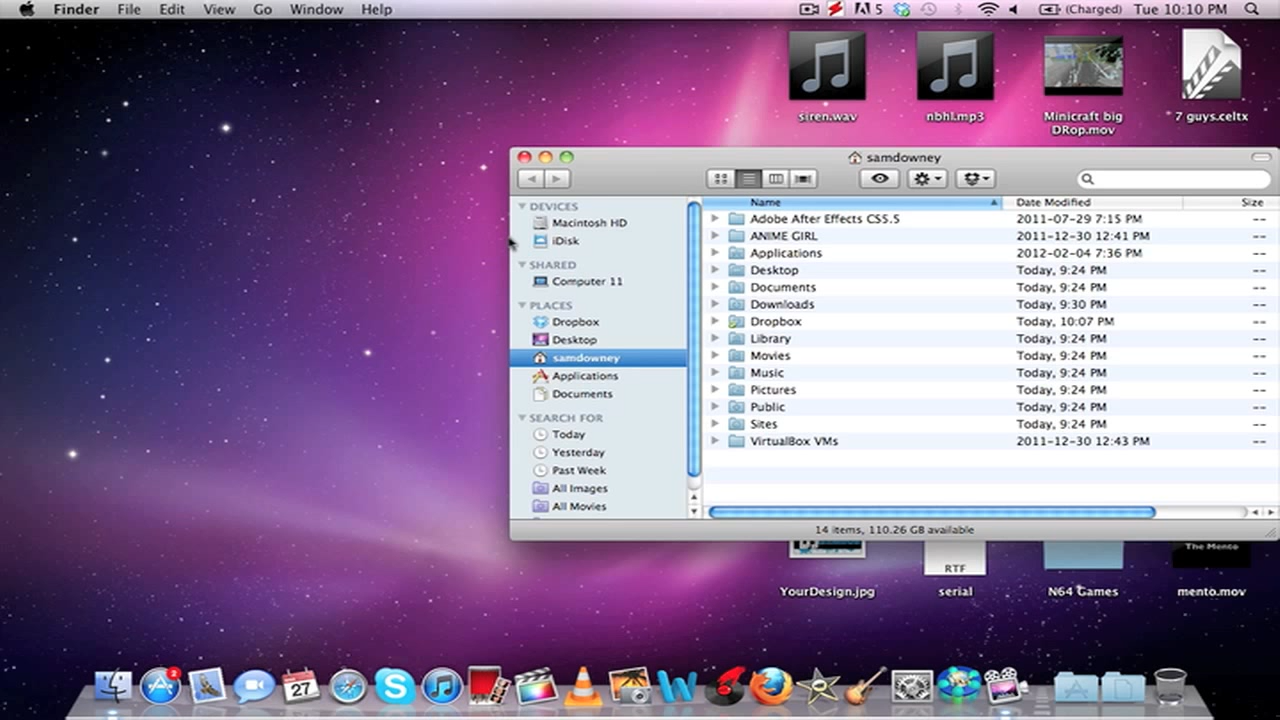 Finder File Edit View Go Window Help
5 (Charged) Tue 10:10 PM
siren.wav
nbhl.mp3
Minicraft big
DRop.mov
7 guys.celtx
samdowney
DEVICES
Macintosh HD
iDisk
SHARED
Computer 11
PLACES
Dropbox
Desktop
samdowney
Applications
Documents
SEARCH FOR
Today
Yesterday
Past Week
All Images
All Movies
Name Date Modified Size
Adobe After Effects CS5.5 2011-07-29 7:15 PM --
ANIME GIRL 2011-12-30 12:41 PM --
Applications 2012-02-04 7:36 PM --
Desktop Today, 9:24 PM --
Documents Today, 9:24 PM --
Downloads Today, 9:30 PM --
Dropbox Today, 10:07 PM --
Library Today, 9:24 PM --
Movies Today, 9:24 PM --
Music Today, 9:24 PM --
Pictures Today, 9:24 PM --
Public Today, 9:24 PM --
Sites Today, 9:24 PM --
VirtualBox VMs 2011-12-30 12:43 PM --
14 items, 110.26 GB available
RTF
The Mento
YourDesign.jpg
serial
N64 Games
mento.mov
2
27